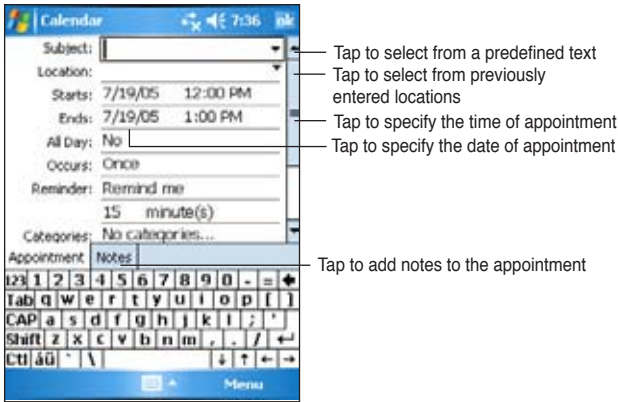 Calendar 7:36 ok
Subject:
Location:
Starts: 7/19/05 12:00 PM
Ends: 7/19/05 1:00 PM
All Day: No
Occurs: Once
Reminder: Remind me
15 minute(s)
Categories: No categories...
Appointment Notes
123 1 2 3 4 5 6 7 8 9 0 - = 
Tab q w e r t y u i o p [ ]
CAP a s d f g h j k l ; '
Shift z x c v b n m , . / 
Ctl áü ` \ ↓ ↑ ← →
Menu
Tap to select from a predefined text
Tap to select from previously
entered locations
Tap to specify the time of appointment
Tap to specify the date of appointment
Tap to add notes to the appointment